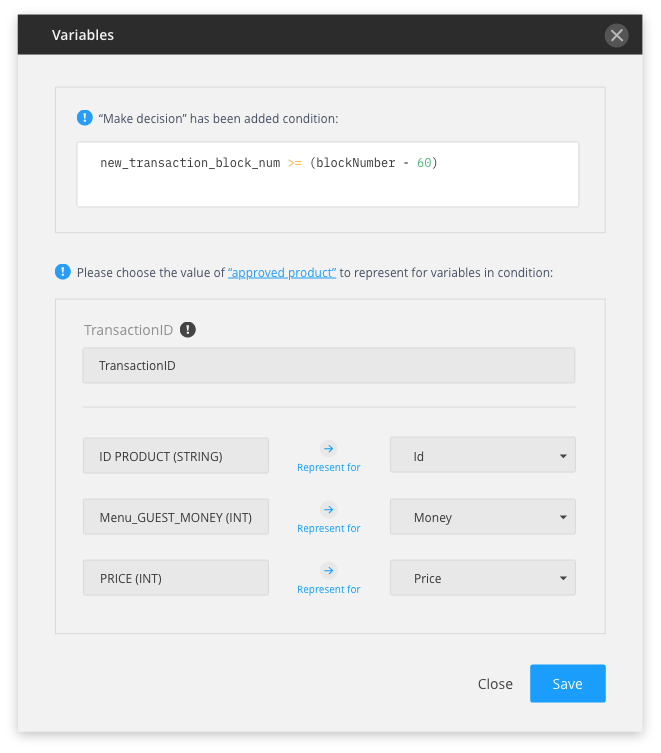 Variables
“Make decision” has been added condition:
new_transaction_block_num >= (blockNumber - 60)
Please choose the value of “approved product” to represent for variables in condition:
TransactionID
TransactionID
ID PRODUCT (STRING)
Represent for
Id
Menu_GUEST_MONEY (INT)
Represent for
Money
PRICE (INT)
Represent for
Price
Close
Save